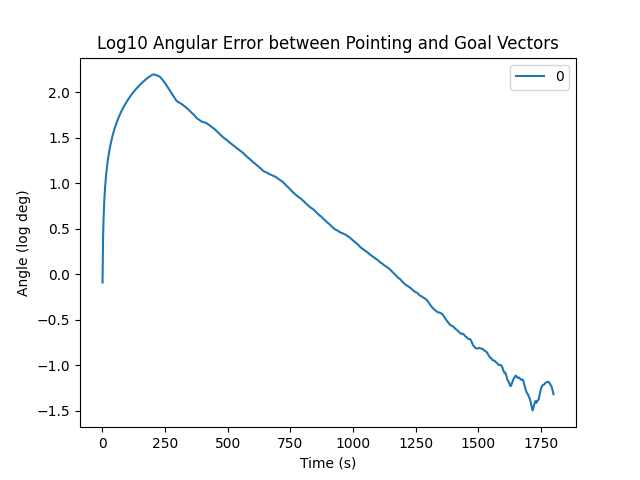 Log10 Angular Error between Pointing and Goal Vectors
0
2.0
1.5
1.0
0.5
0.0
−0.5
−1.0
−1.5
Angle (log deg)
0 250 500 750 1000 1250 1500 1750
Time (s)